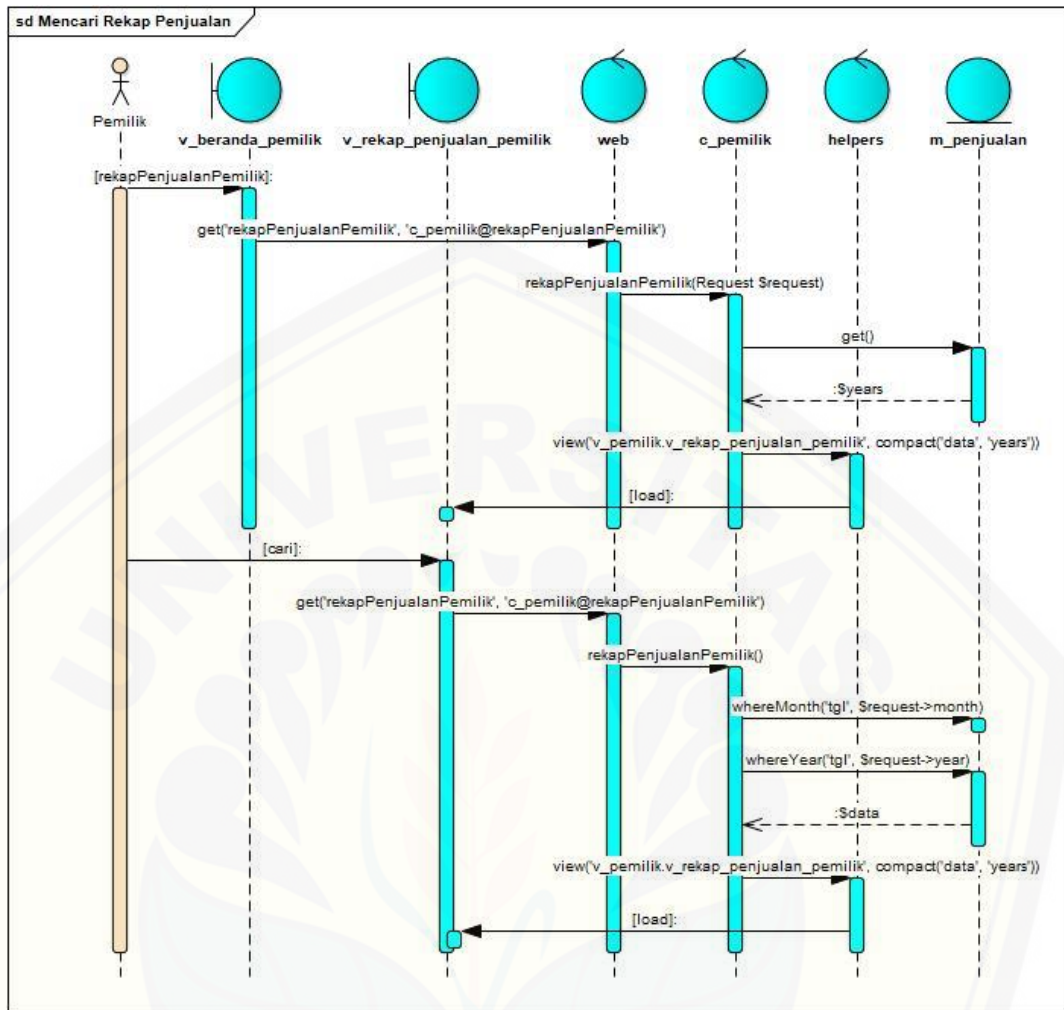 sd Mencari Rekap Penjualan
Pemilik
v_beranda_pemilik
v_rekap_penjualan_pemilik
web
c_pemilik
helpers
m_penjualan
[rekapPenjualanPemilik]:
get('rekapPenjualanPemilik', 'c_pemilik@rekapPenjualanPemilik')
rekapPenjualanPemilik(Request $request)
get()
:$years
view('v_pemilik.v_rekap_penjualan_pemilik', compact('data', 'years'))
[load]:
[cari]:
get('rekapPenjualanPemilik', 'c_pemilik@rekapPenjualanPemilik')
rekapPenjualanPemilik()
whereMonth('tgl', $request->month)
whereYear('tgl', $request->year)
:$data
view('v_pemilik.v_rekap_penjualan_pemilik', compact('data', 'years'))
[load]:
UNIVERSITAS